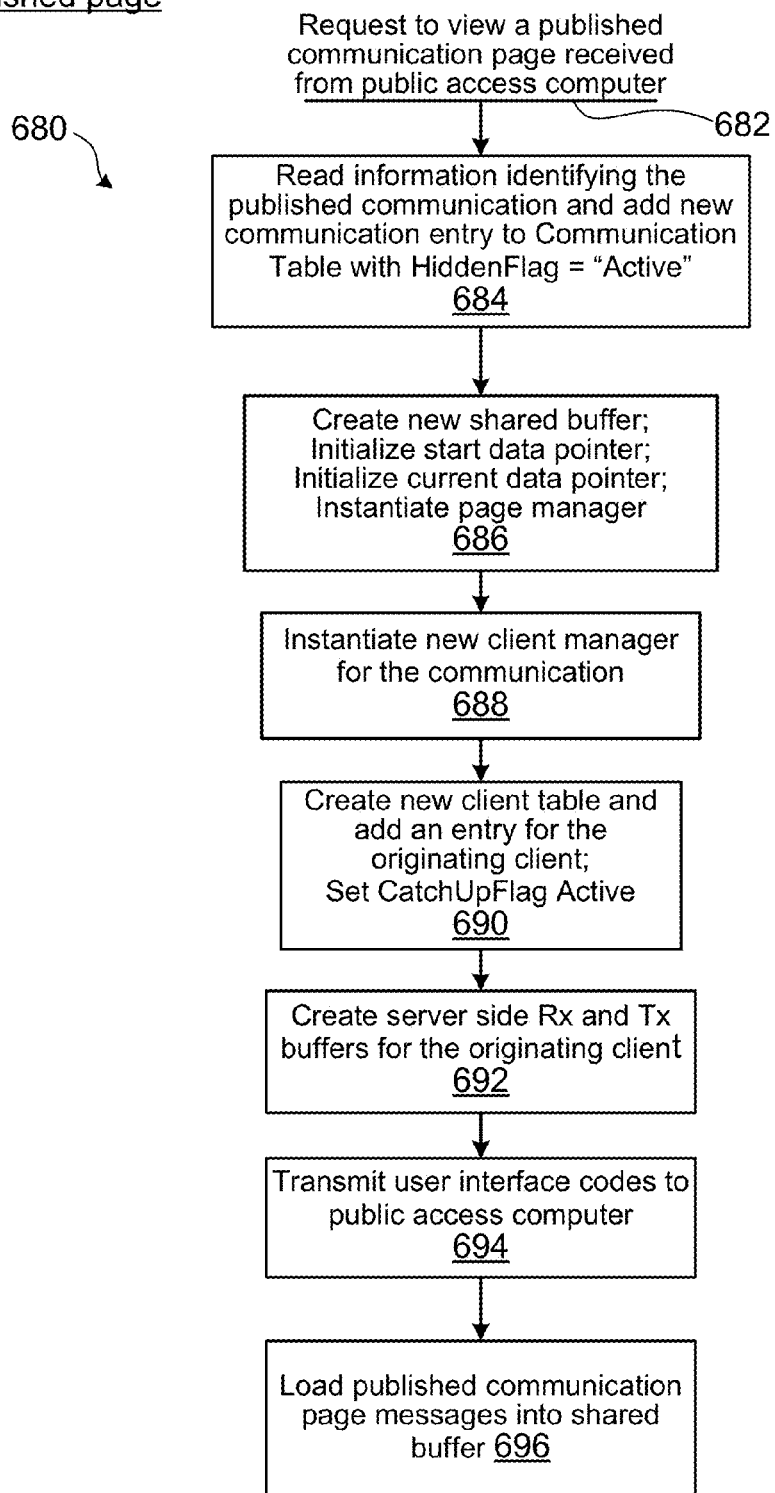 page
Request to view a published
communication page received
from public access computer
680
682
Read information identifying the
published communication and add new
communication entry to Communication
Table with HiddenFlag = “Active”
684
Create new shared buffer;
Initialize start data pointer;
Initialize current data pointer;
Instantiate page manager
686
Instantiate new client manager
for the communication
688
Create new client table and
add an entry for the
originating client;
Set CatchUpFlag Active
690
Create server side Rx and Tx
buffers for the originating client
692
Transmit user interface codes to
public access computer
694
Load published communication
page messages into shared
buffer 696